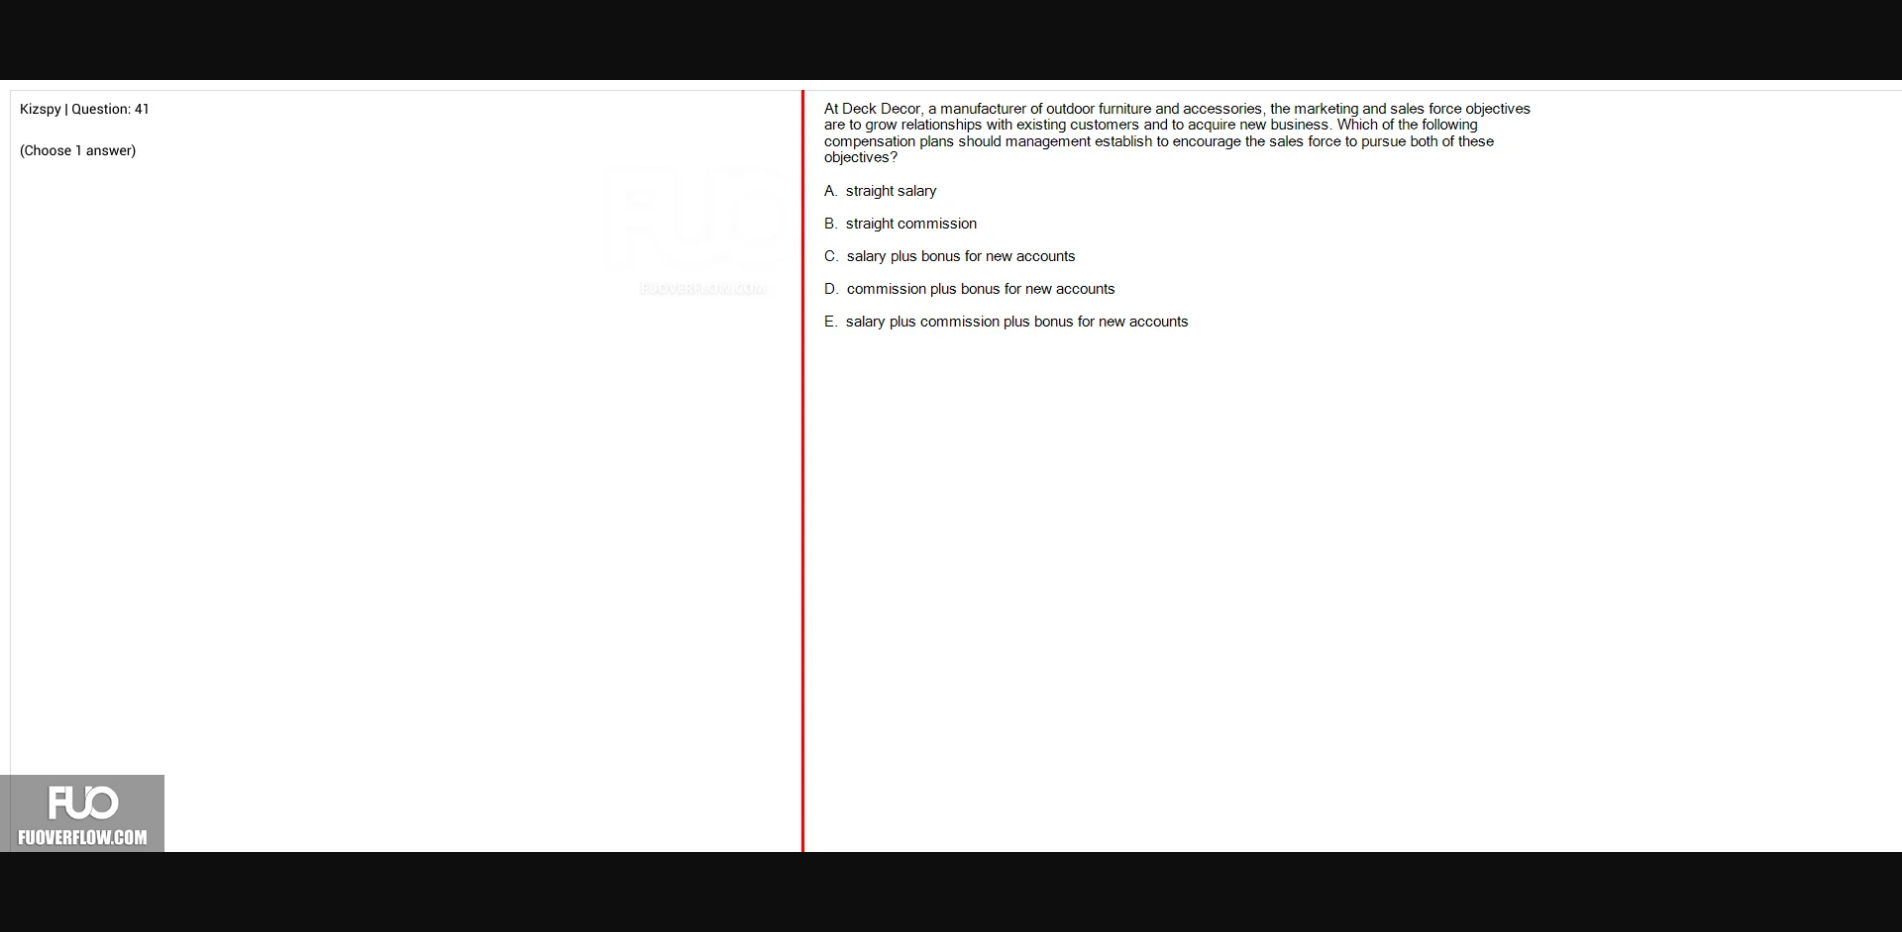 Kizspy | Question: 41
(Choose 1 answer)
At Deck Decor, a manufacturer of outdoor furniture and accessories, the marketing and sales force objectives
are to grow relationships with existing customers and to acquire new business. Which of the following
compensation plans should management establish to encourage the sales force to pursue both of these
objectives?
A. straight salary
B. straight commission
C. salary plus bonus for new accounts
D. commission plus bonus for new accounts
E. salary plus commission plus bonus for new accounts
FUO
FUOVERFLOW.COM
FUO
FUOVERFLOW.COM